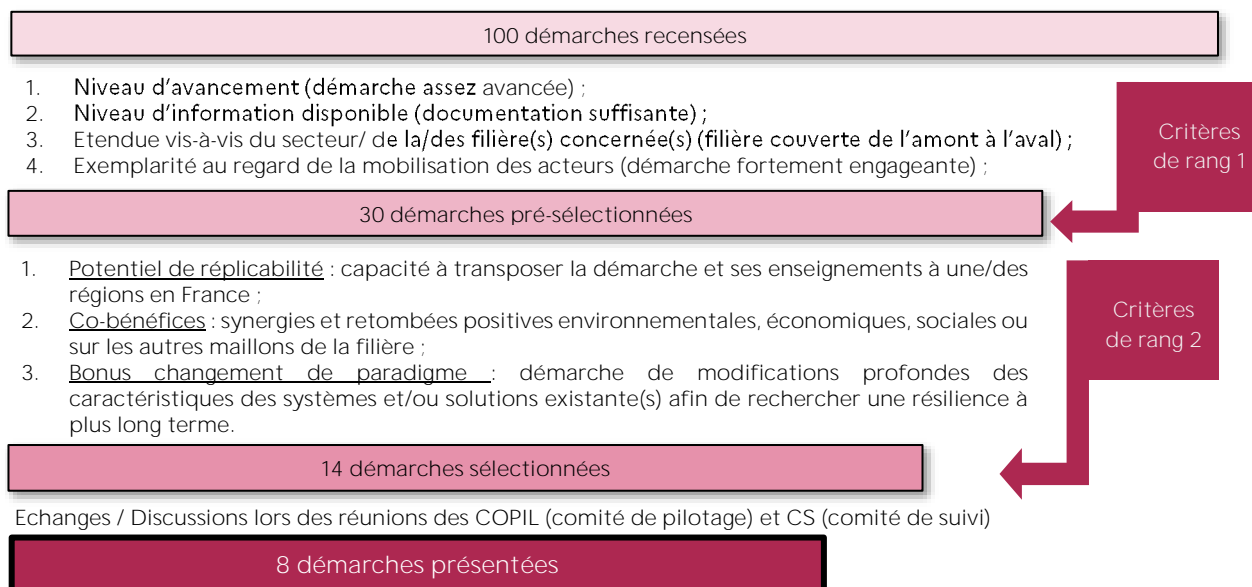 100 démarches recensées
1. Niveau d'avancement (démarche assez avancée) ;
2. Niveau d'information disponible (documentation suffisante) ;
3. Etendue vis-à-vis du secteur/ de la/des filière(s) concernée(s) (filière couverte de l'amont à l'aval) ;
4. Exemplarité au regard de la mobilisation des acteurs (démarche fortement engageante) ;
Critères
de rang 1
30 démarches pré-sélectionnées
1. Potentiel de réplicabilité : capacité à transposer la démarche et ses enseignements à une/des
régions en France ;
2. Co-bénéfices : synergies et retombées positives environnementales, économiques, sociales ou
sur les autres maillons de la filière ;
3. Bonus changement de paradigme : démarche de modifications profondes des
caractéristiques des systèmes et/ou solutions existante(s) afin de rechercher une résilience à
plus long terme.
Critères
de rang 2
14 démarches sélectionnées
Echanges / Discussions lors des réunions des COPIL (comité de pilotage) et CS (comité de suivi)
8 démarches présentées